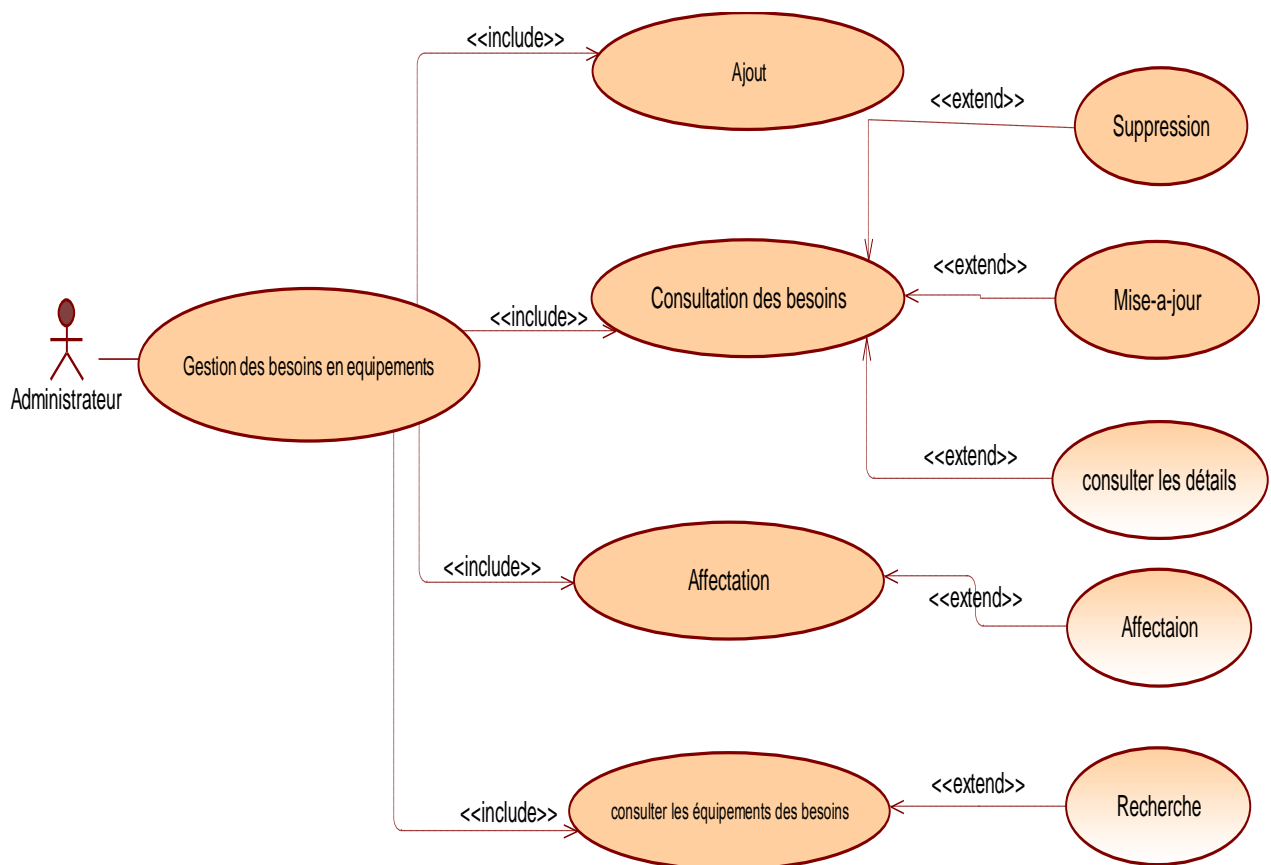 <<include>>
Ajout
<<extend>>
Suppression
<<include>>
Consultation des besoins
<<extend>>
Mise-a-jour
Administrateur
Gestion des besoins en equipements
<<extend>>
consulter les détails
<<include>>
Affectation
<<extend>>
Affectaion
<<include>>
consulter les équipements des besoins
<<extend>>
Recherche